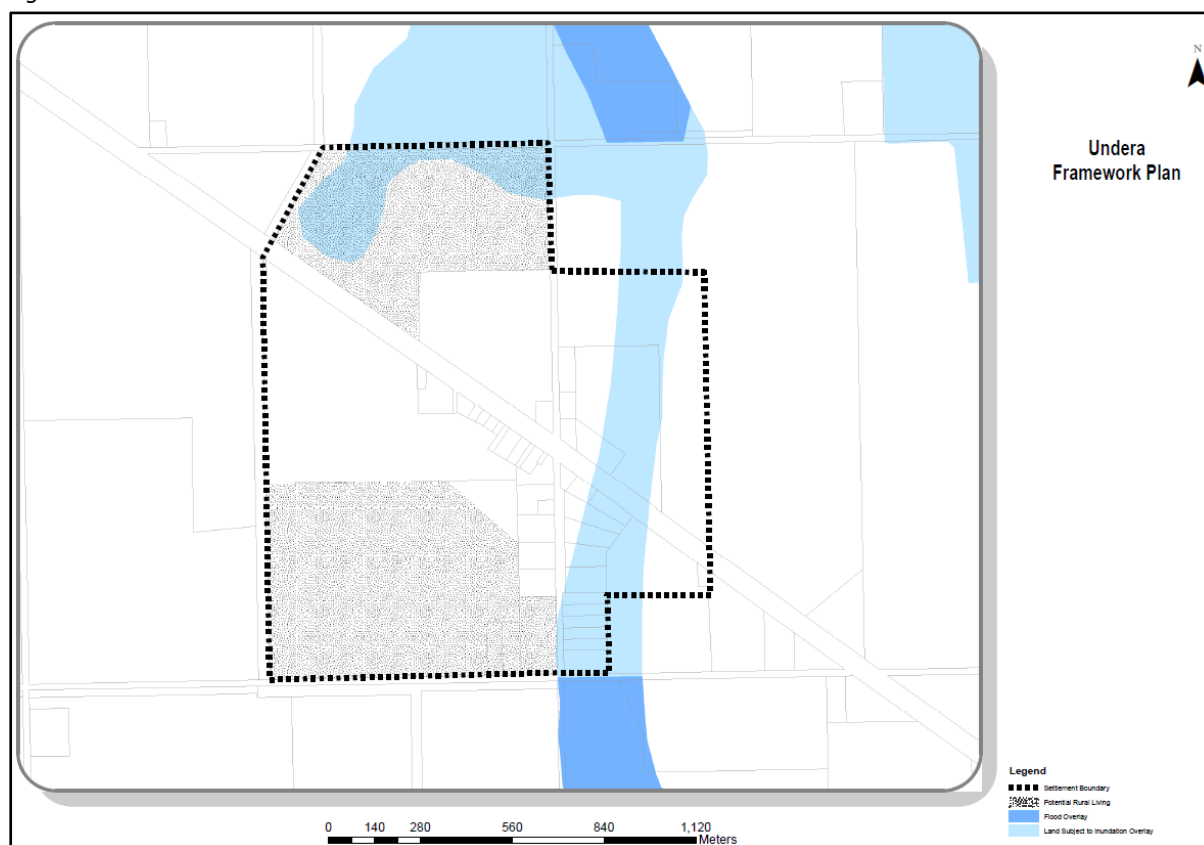 N
Undera
Framework Plan
Legend
Settlement Boundary
Potential Rural Living
Flood Overlay
Land Subject to Inundation Overlay
0 140 280 560 840 1,120
Meters